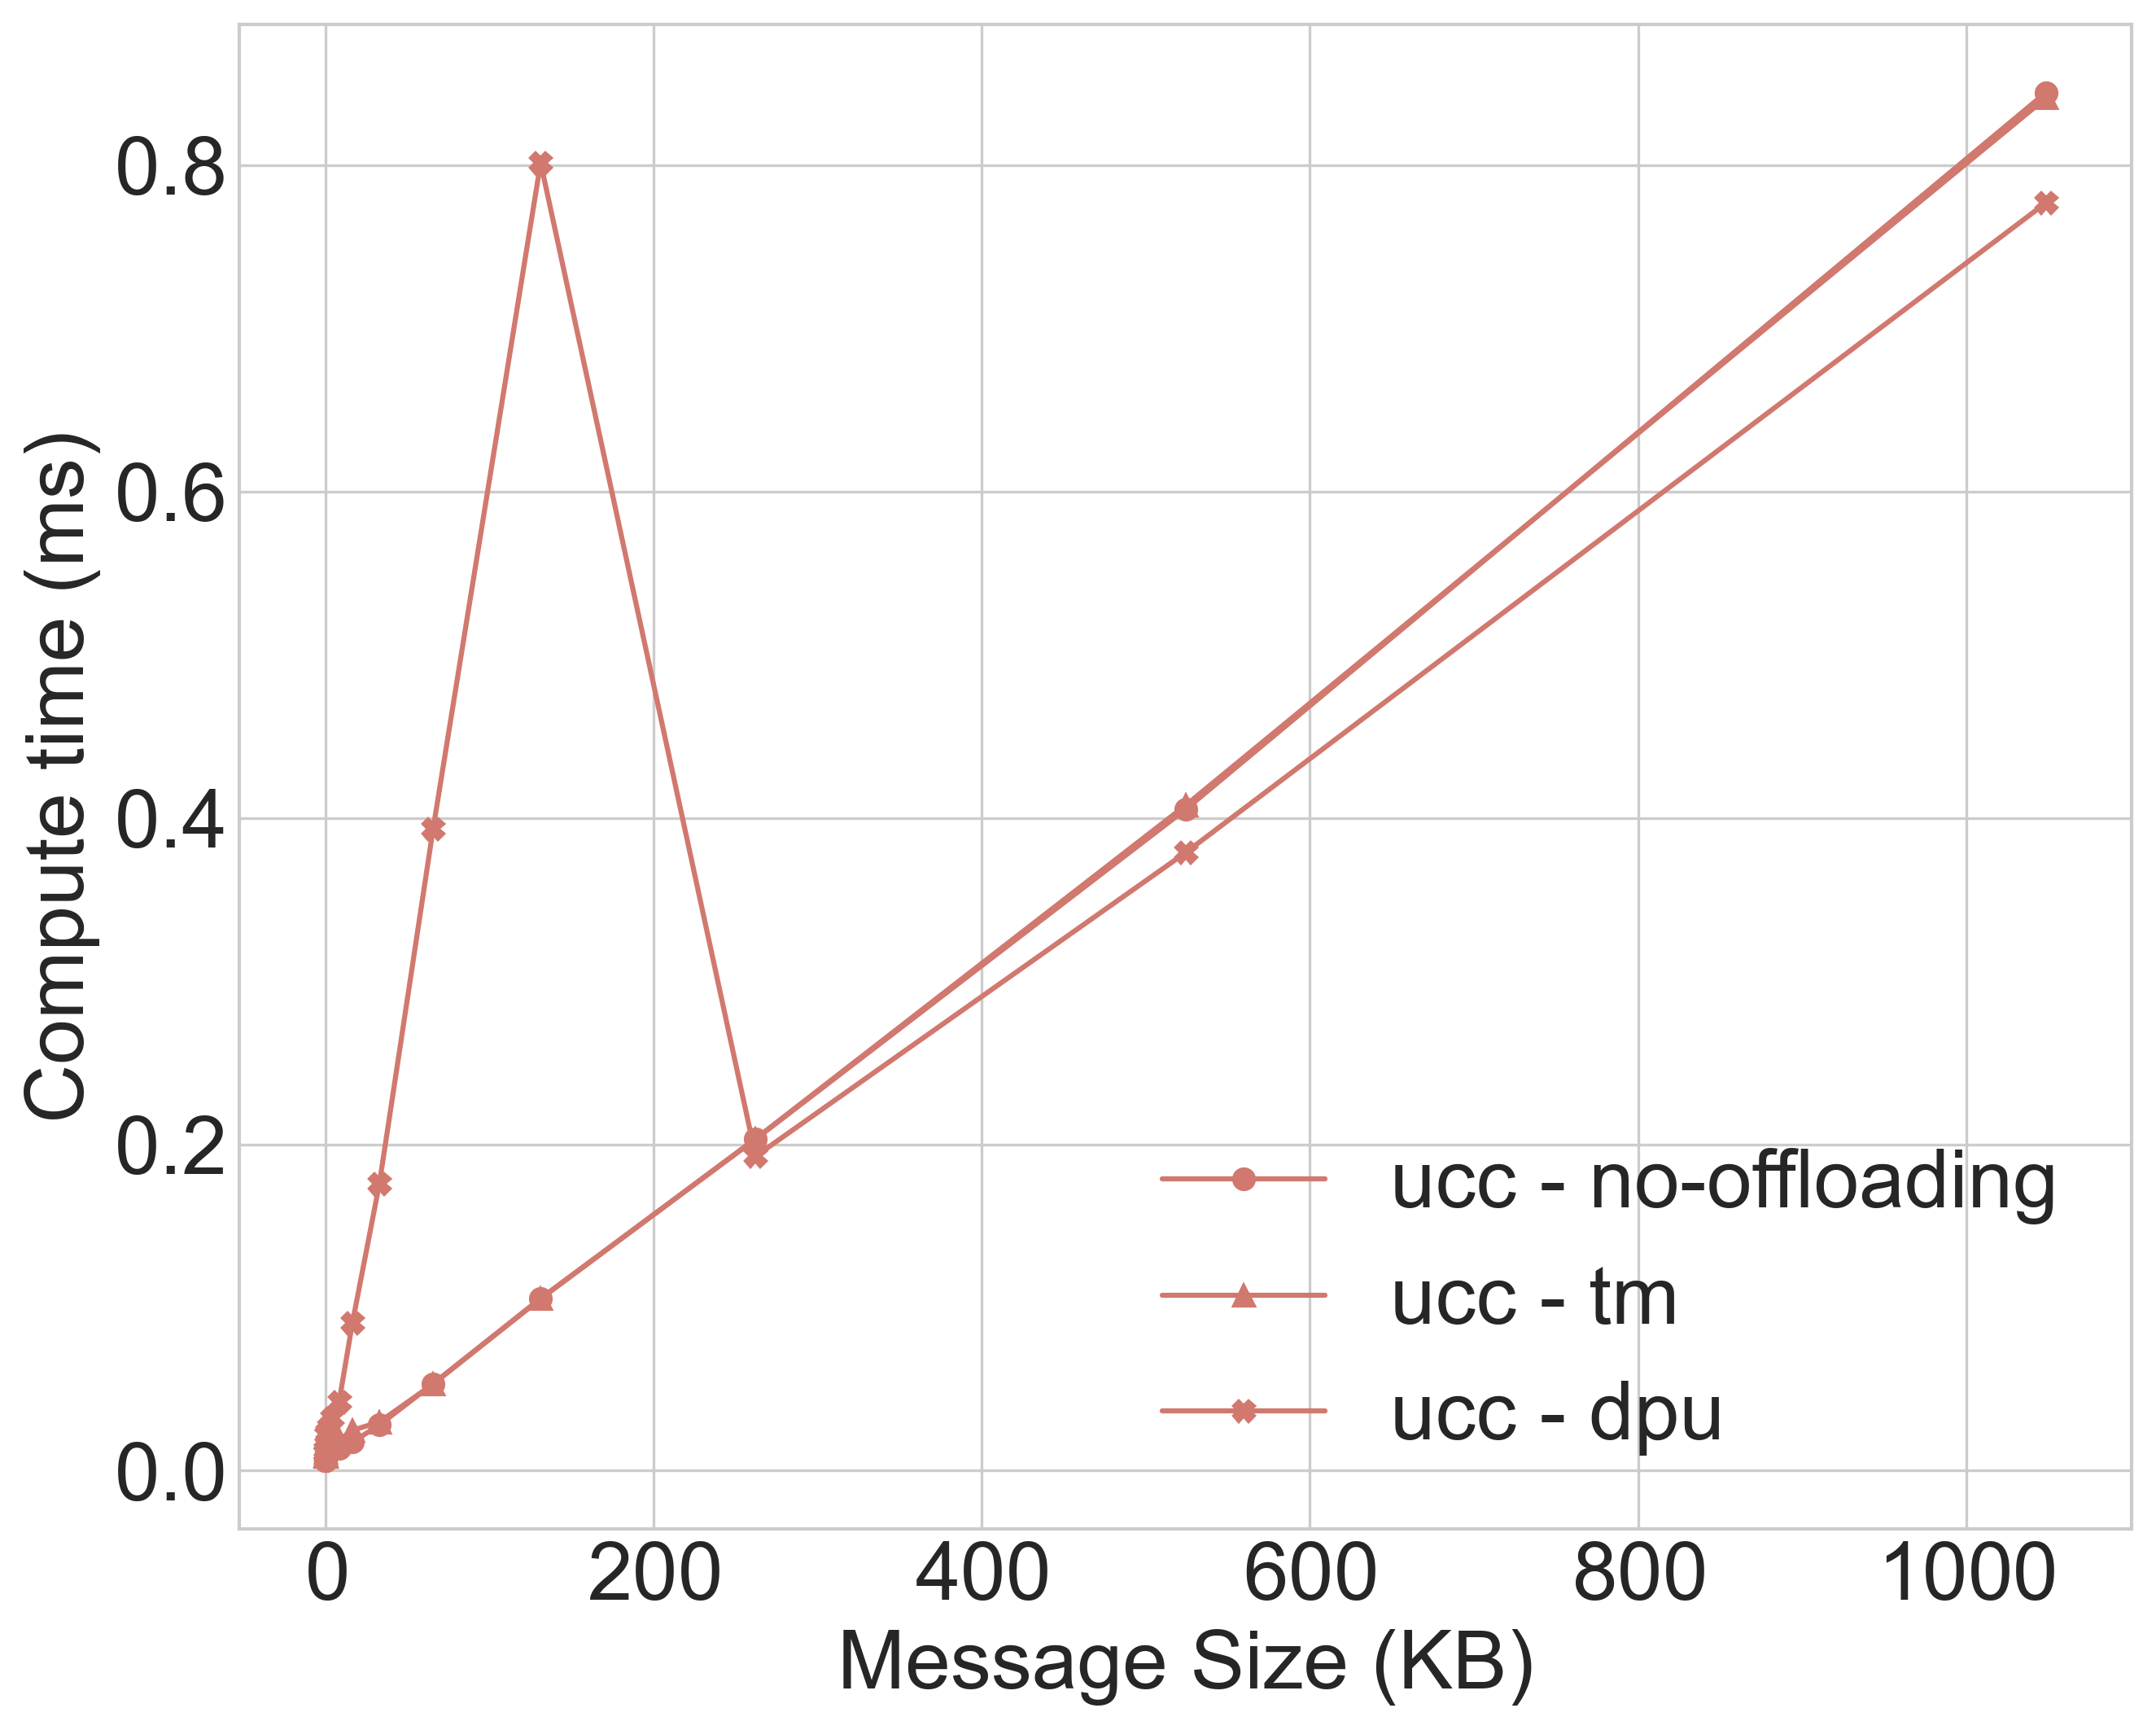 0.8
0.6
0.4
0.2
0.0
Compute time (ms)
0 200 400 600 800 1000
Message Size (KB)
ucc - no-offloading
ucc - tm
ucc - dpu